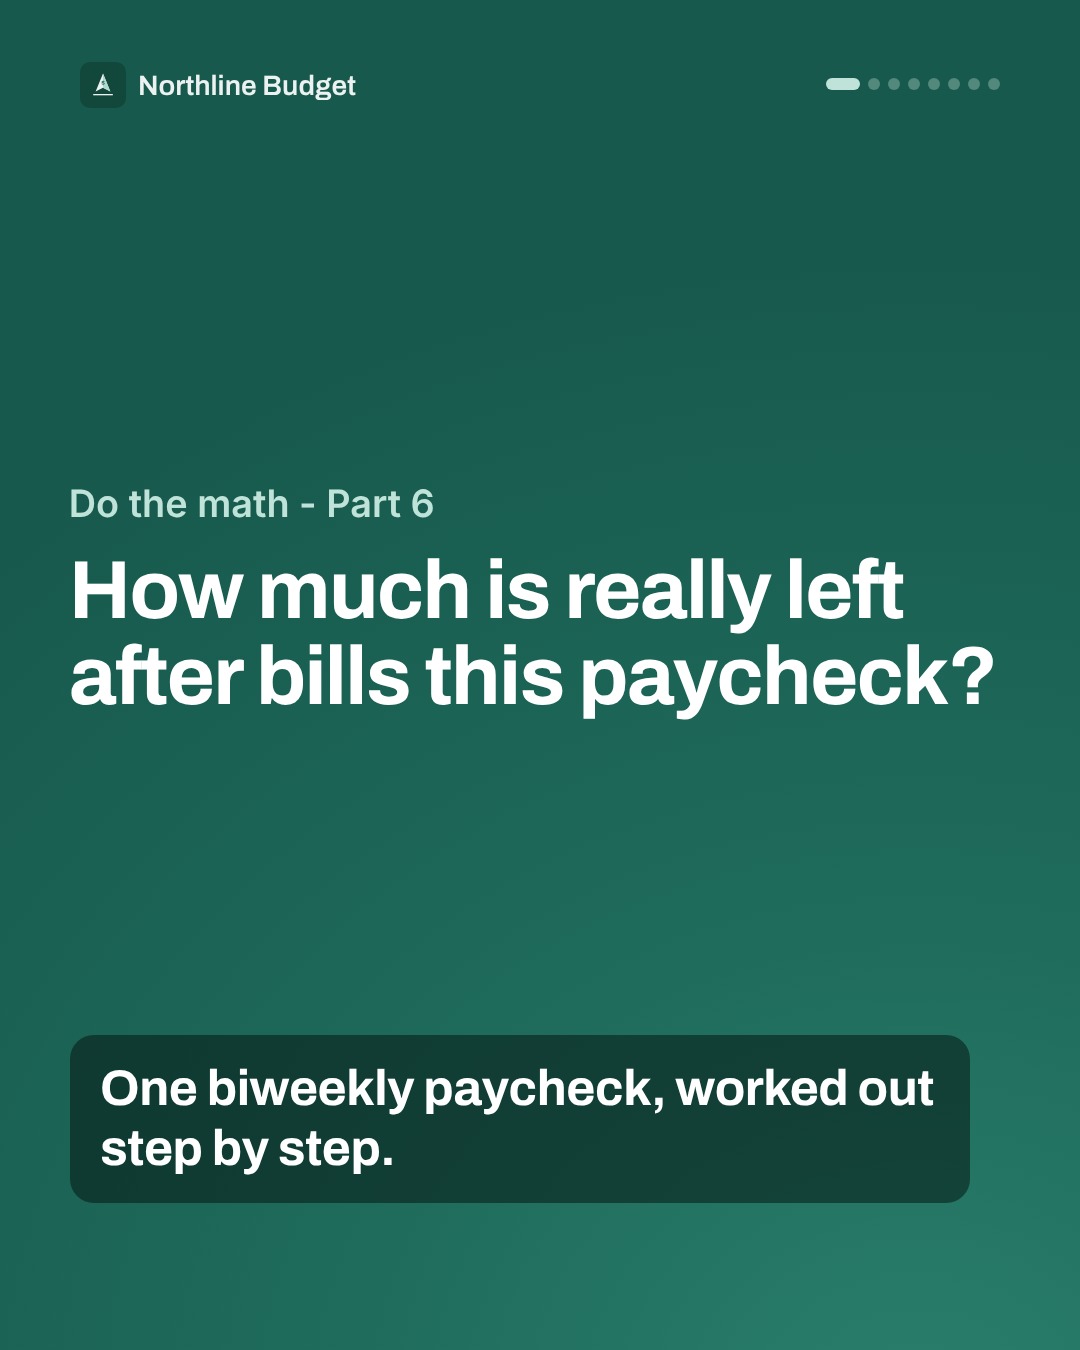 Northline Budget
Do the math - Part 6
How much is really left
after bills this paycheck?
One biweekly paycheck, worked out
step by step.